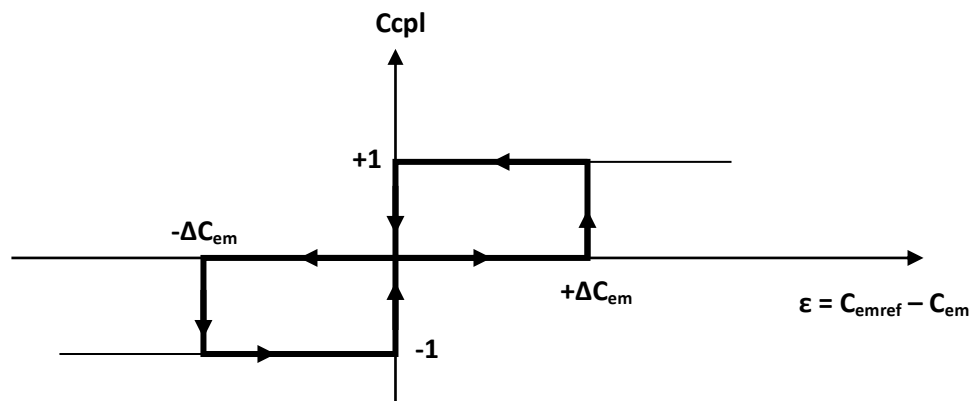 Ccpl
+1
-ΔCem
+ΔCem
ε = Cemref – Cem
-1